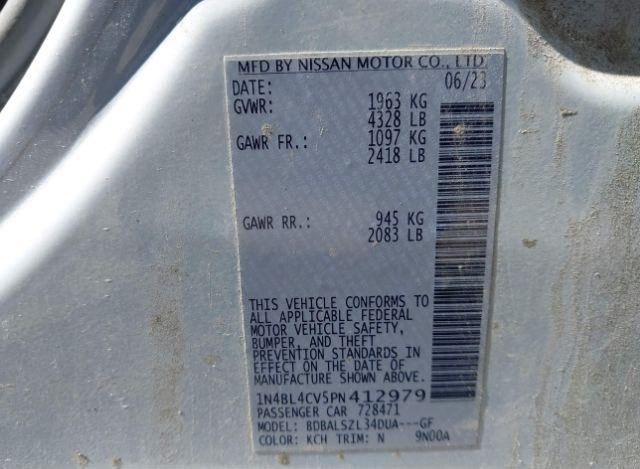 MFD BY NISSAN MOTOR CO., LTD.
DATE: 06/23
GVWR: 1963 KG
4328 LB
GAWR FR.: 1097 KG
2418 LB
GAWR RR.: 945 KG
2083 LB
THIS VEHICLE CONFORMS TO
ALL APPLICABLE FEDERAL
MOTOR VEHICLE SAFETY,
BUMPER, AND THEFT
PREVENTION STANDARDS IN
EFFECT ON THE DATE OF
MANUFACTURE SHOWN ABOVE.
1N4BL4CV5PN412979
PASSENGER CAR 728471
MODEL: BDBALSZL34DUA---GF
COLOR: KCH TRIM: N 9N00A